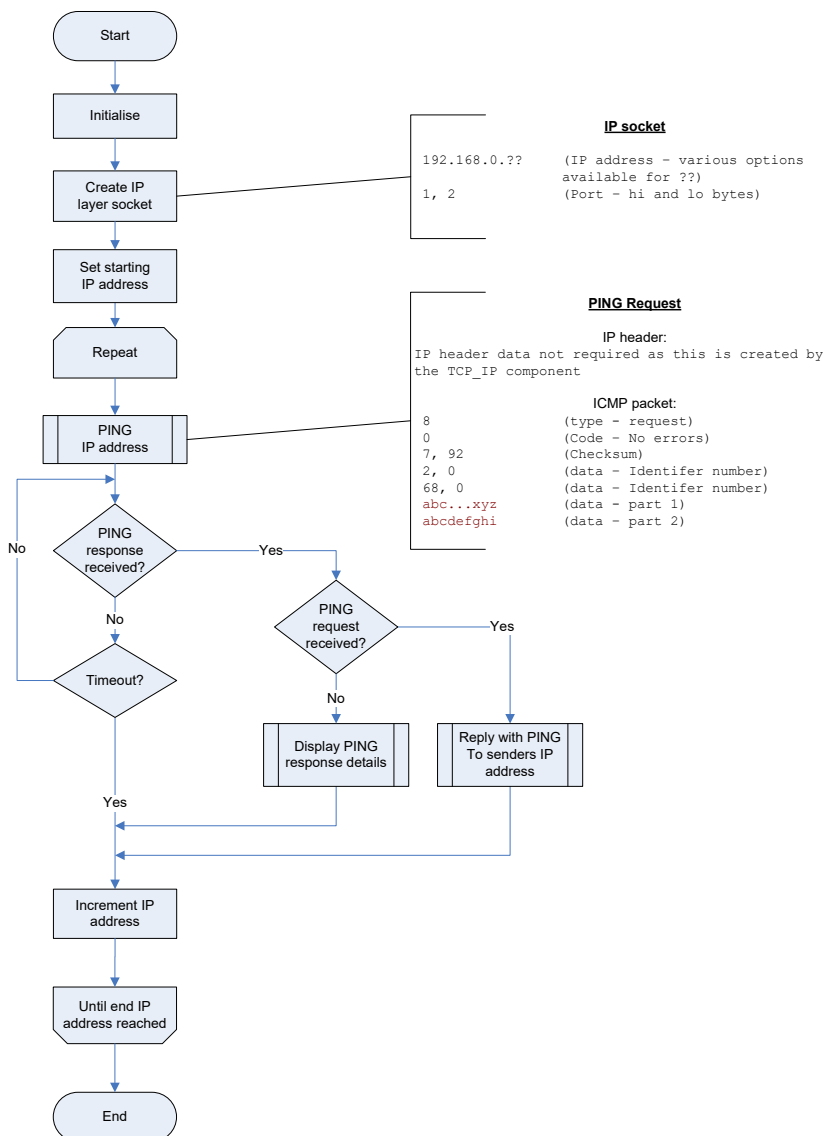 Start
Initialise
Create IP
layer socket
Set starting
IP address
Repeat
PING
IP address
PING
response
received?
No
Yes
No
Timeout?
Yes
PING
request
received?
Yes
No
Display PING
response details
Reply with PING
To senders IP
address
Increment IP
address
Until end IP
address reached
End
IP socket
192.168.0.?? (IP address – various options
available for ??)
1, 2 (Port – hi and lo bytes)
PING Request
IP header:
IP header data not required as this is created by
the TCP_IP component
ICMP packet:
8 (type – request)
0 (Code – No errors)
7, 92 (Checksum)
2, 0 (data – Identifer number)
68, 0 (data – Identifer number)
abc...xyz (data – part 1)
abcdefghi (data – part 2)